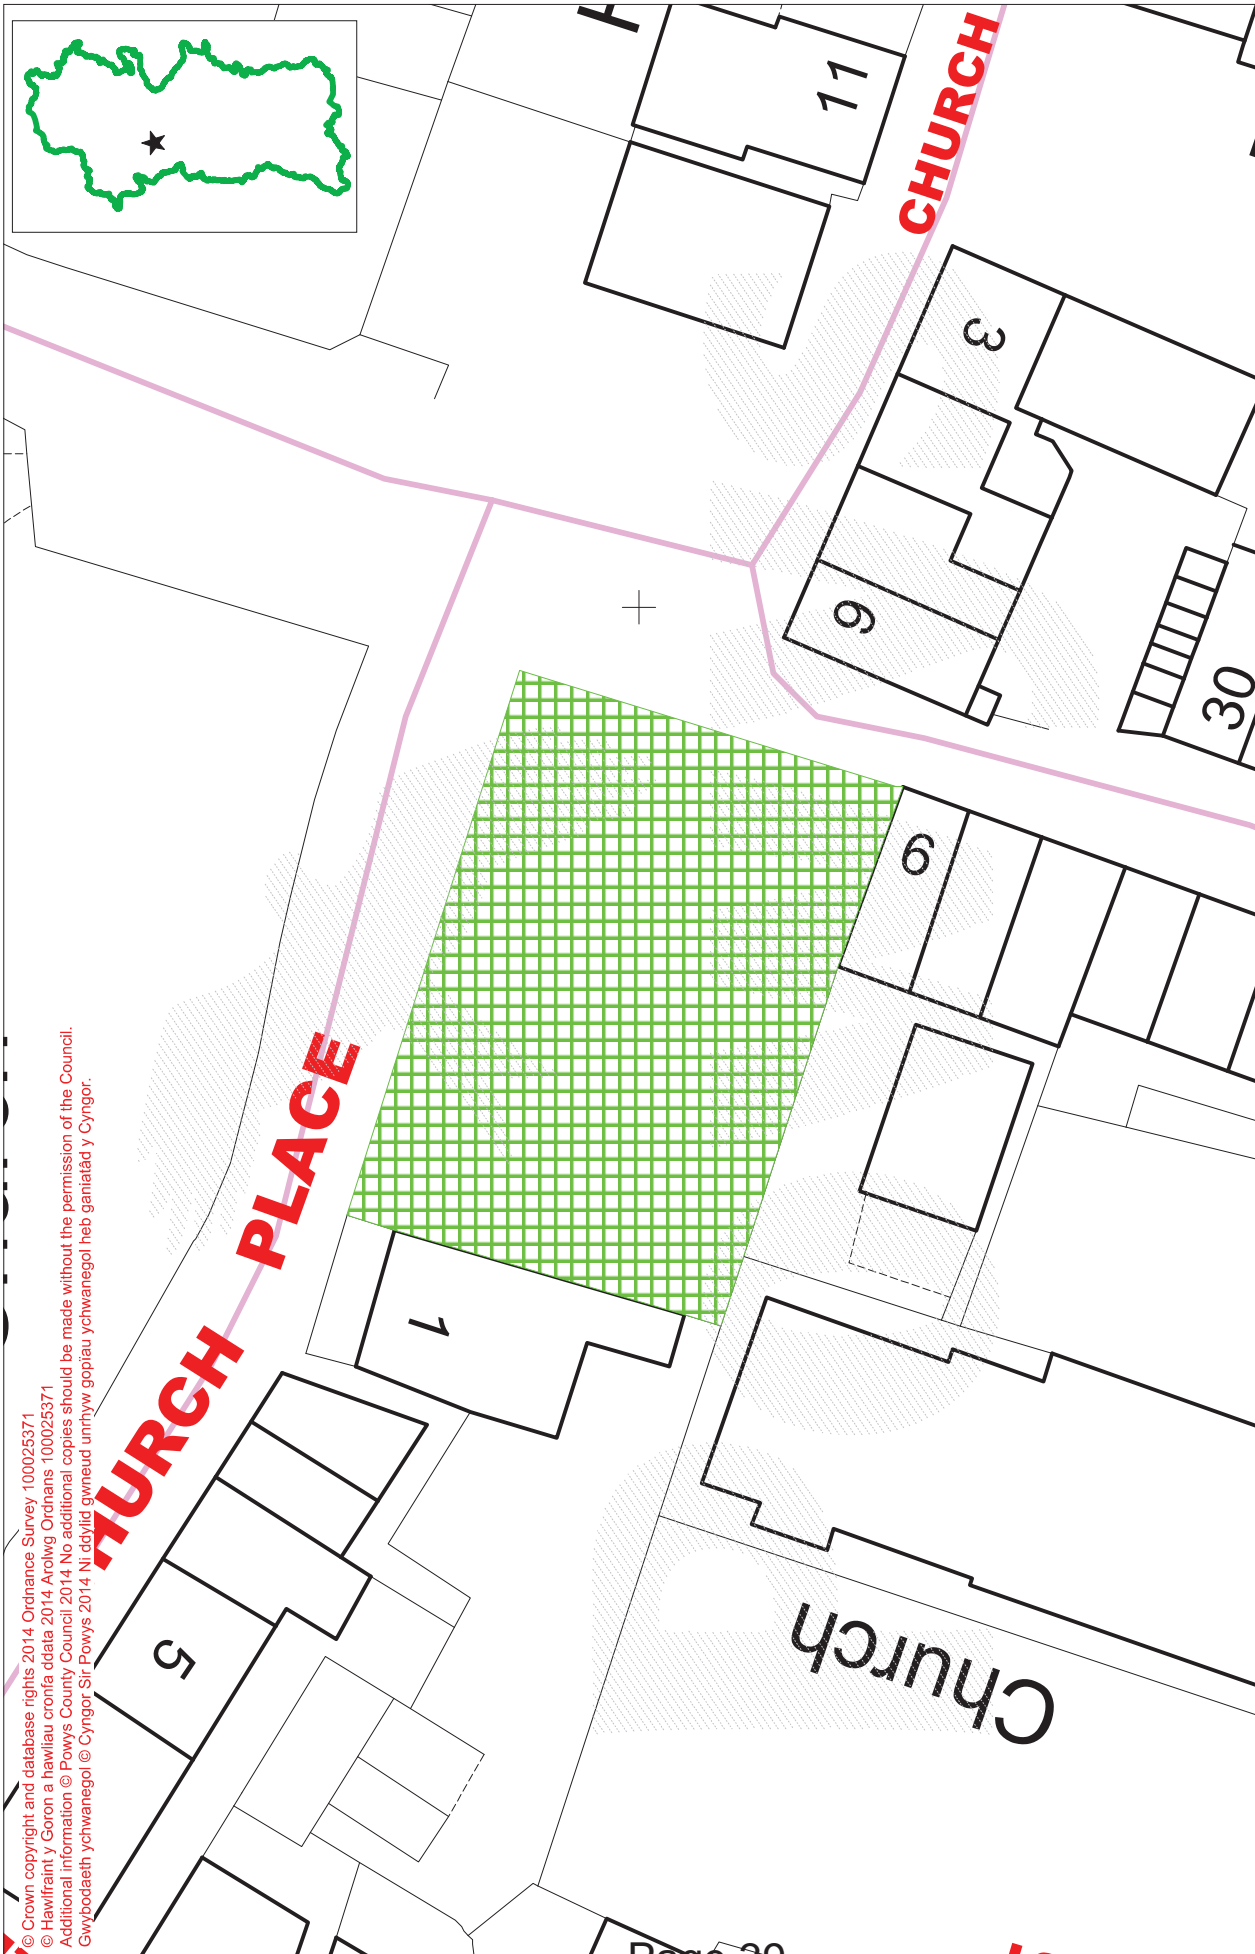 11
CHURCH
3
9
30
6
PLACE
1
HURCH
5
Church
© Crown copyright and database rights 2014 Ordnance Survey 100025371
© Hawlfraint y Goron a hawliau cronfa ddata 2014 Arolwg Ordnans 100025371
Additional information © Powys County Council 2014 No additional copies should be made without the permission of the Council.
Gwybodaeth ychwanegol © Cyngor Sir Powys 2014 Ni ddylid gwneud unrhyw gopïau ychwanegol heb ganiatâd y Cyngor.